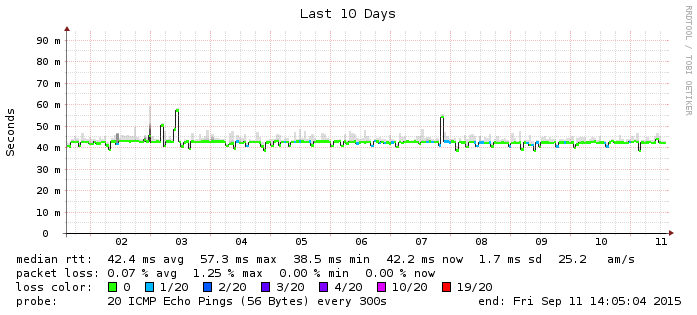 Last 10 Days
RRDTOOL / TOBI OETIKER
Seconds
90 m
80 m
70 m
60 m
50 m
40 m
30 m
20 m
10 m
0
02 03 04 05 06 07 08 09 10 11
median rtt: 42.4 ms avg 57.3 ms max 38.5 ms min 42.2 ms now 1.7 ms sd 25.2 am/s
packet loss: 0.07 % avg 1.25 % max 0.00 % min 0.00 % now
loss color: 0 1/20 2/20 3/20 4/20 10/20 19/20
probe: 20 ICMP Echo Pings (56 Bytes) every 300s end: Fri Sep 11 14:05:04 2015